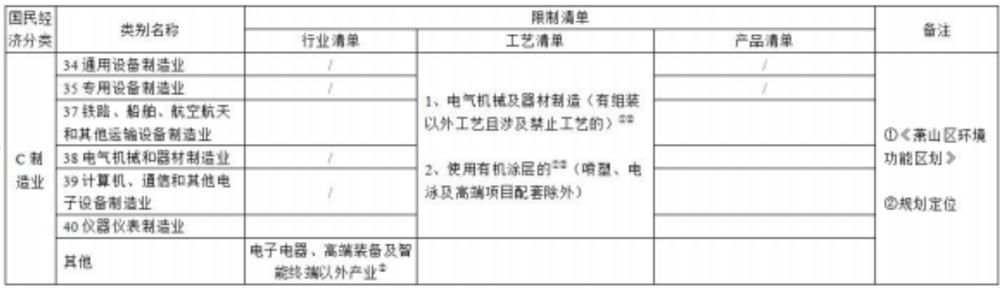 国民经
济分类
类别名称
限制清单
行业清单
工艺清单
产品清单
备注
C 制
造业
34 通用设备制造业
/
/
35 专用设备制造业
/
/
37 铁路、船舶、航空航天
和其他运输设备制造业
38 电气机械和器材制造业
/
39 计算机、通信和其他电
子设备制造业
/
40 仪器仪表制造业
1、电气机械及器材制造（有组装
以外工艺且涉及禁止工艺的）
2、使用有机涂层的（喷塑、电
泳及高端项目配套除外）
其他
电子电器、高端装备及智
能终端以外产业
①《萧山区环境
功能区划》
②规划定位